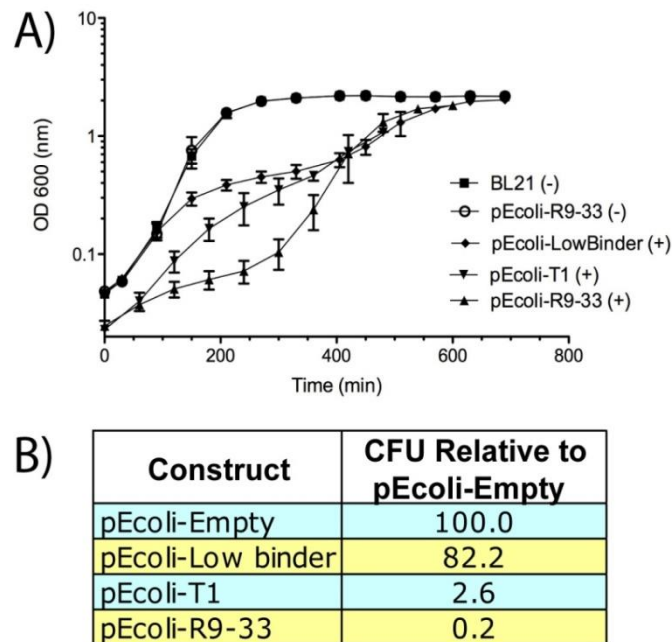 A)
10
1
0.1
OD 600 (nm)
0 200 400 600 800
Time (min)
BL21 (-)
pEcoli-R9-33 (-)
pEcoli-LowBinder (+)
pEcoli-T1 (+)
pEcoli-R9-33 (+)
B)
Construct CFU Relative to
pEcoli-Empty
pEcoli-Empty 100.0
pEcoli-Low binder 82.2
pEcoli-T1 2.6
pEcoli-R9-33 0.2